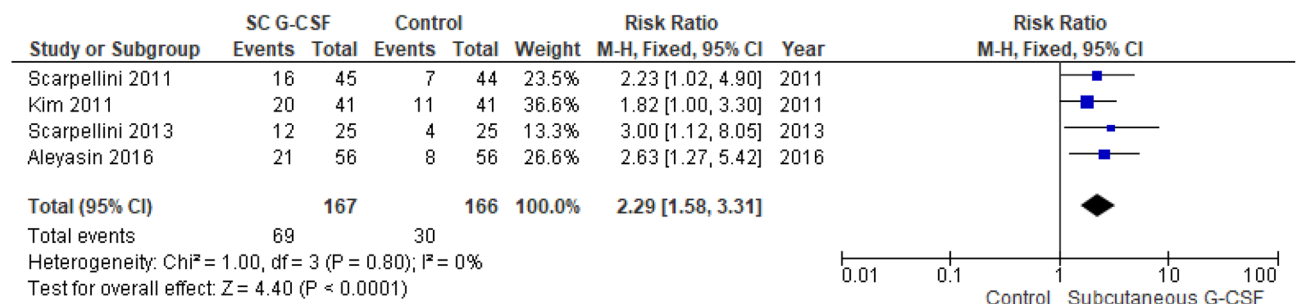 SC G-CSF Control Risk Ratio Risk Ratio
Study or Subgroup Events Total Events Total Weight M-H, Fixed, 95% CI Year M-H, Fixed, 95% CI
Scarpellini 2011 16 45 7 44 23.5% 2.23 [1.02, 4.90] 2011
Kim 2011 20 41 11 41 36.6% 1.82 [1.00, 3.30] 2011
Scarpellini 2013 12 25 4 25 13.3% 3.00 [1.12, 8.05] 2013
Aleyasin 2016 21 56 8 56 26.6% 2.63 [1.27, 5.42] 2016
Total (95% CI) 167 166 100.0% 2.29 [1.58, 3.31]
Total events 69 30
Heterogeneity: Chi² = 1.00, df = 3 (P = 0.80); I² = 0%
Test for overall effect: Z = 4.40 (P < 0.0001)
0.01 0.1 1 10 100
Control Subcutaneous G-CSF